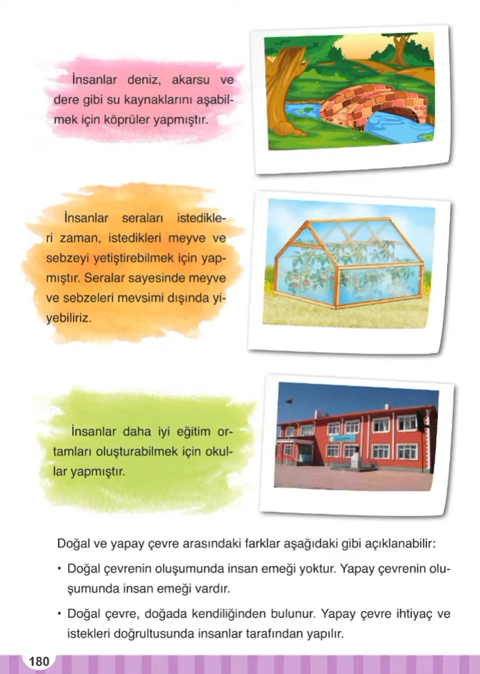 İnsanlar deniz, akarsu ve
dere gibi su kaynaklarını aşabil-
mek için köprüler yapmıştır.
İnsanlar seraları istedikle-
ri zaman, istedikleri meyve ve
sebzeyi yetiştirebilmek için yap-
mıştır. Seralar sayesinde meyve
ve sebzeleri mevsimi dışında yi-
yebiliriz.
İnsanlar daha iyi eğitim or-
tamları oluşturabilmek için okul-
lar yapmıştır.
Doğal ve yapay çevre arasındaki farklar aşağıdaki gibi açıklanabilir:
• Doğal çevrenin oluşumunda insan emeği yoktur. Yapay çevrenin olu-
şumunda insan emeği vardır.
• Doğal çevre, doğada kendiliğinden bulunur. Yapay çevre ihtiyaç ve
istekleri doğrultusunda insanlar tarafından yapılır.
180